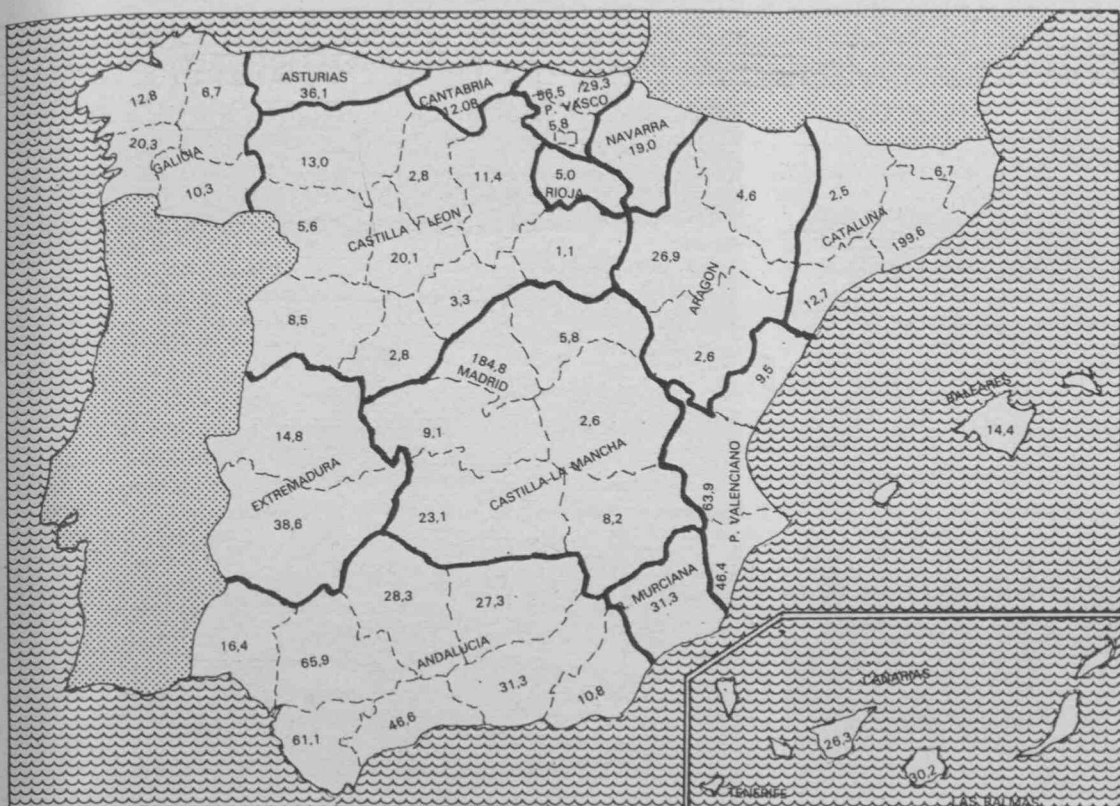 ASTURIAS
36,1
CANTABRIA
12.08
56,5
29,3
P. VASCO
5,8
NAVARRA
19,0
5,0
RIOJA
12,8
6,7
20,3
GALICIA
10,3
13,0
2,8
11,4
5,6
CASTILLA Y LEON
20,1
1,1
3,3
8,5
2,8
4,6
26,9
ARAGON
2,6
2,5
6,7
CATALUNA
199,6
12,7
184,8
MADRID
5,8
9,1
2,6
CASTILLA-LA MANCHA
23,1
8,2
9,5
63,9
P. VALENCIANO
46,4
BALEARES
14,4
14,8
EXTREMADURA
38,6
MURCIANA
31,3
28,3
27,3
16,4
65,9
ANDALUCIA
31,3
10,8
46,6
61,1
CANARIAS
26,3
30,2
TENERIFE
LAS PALMAS